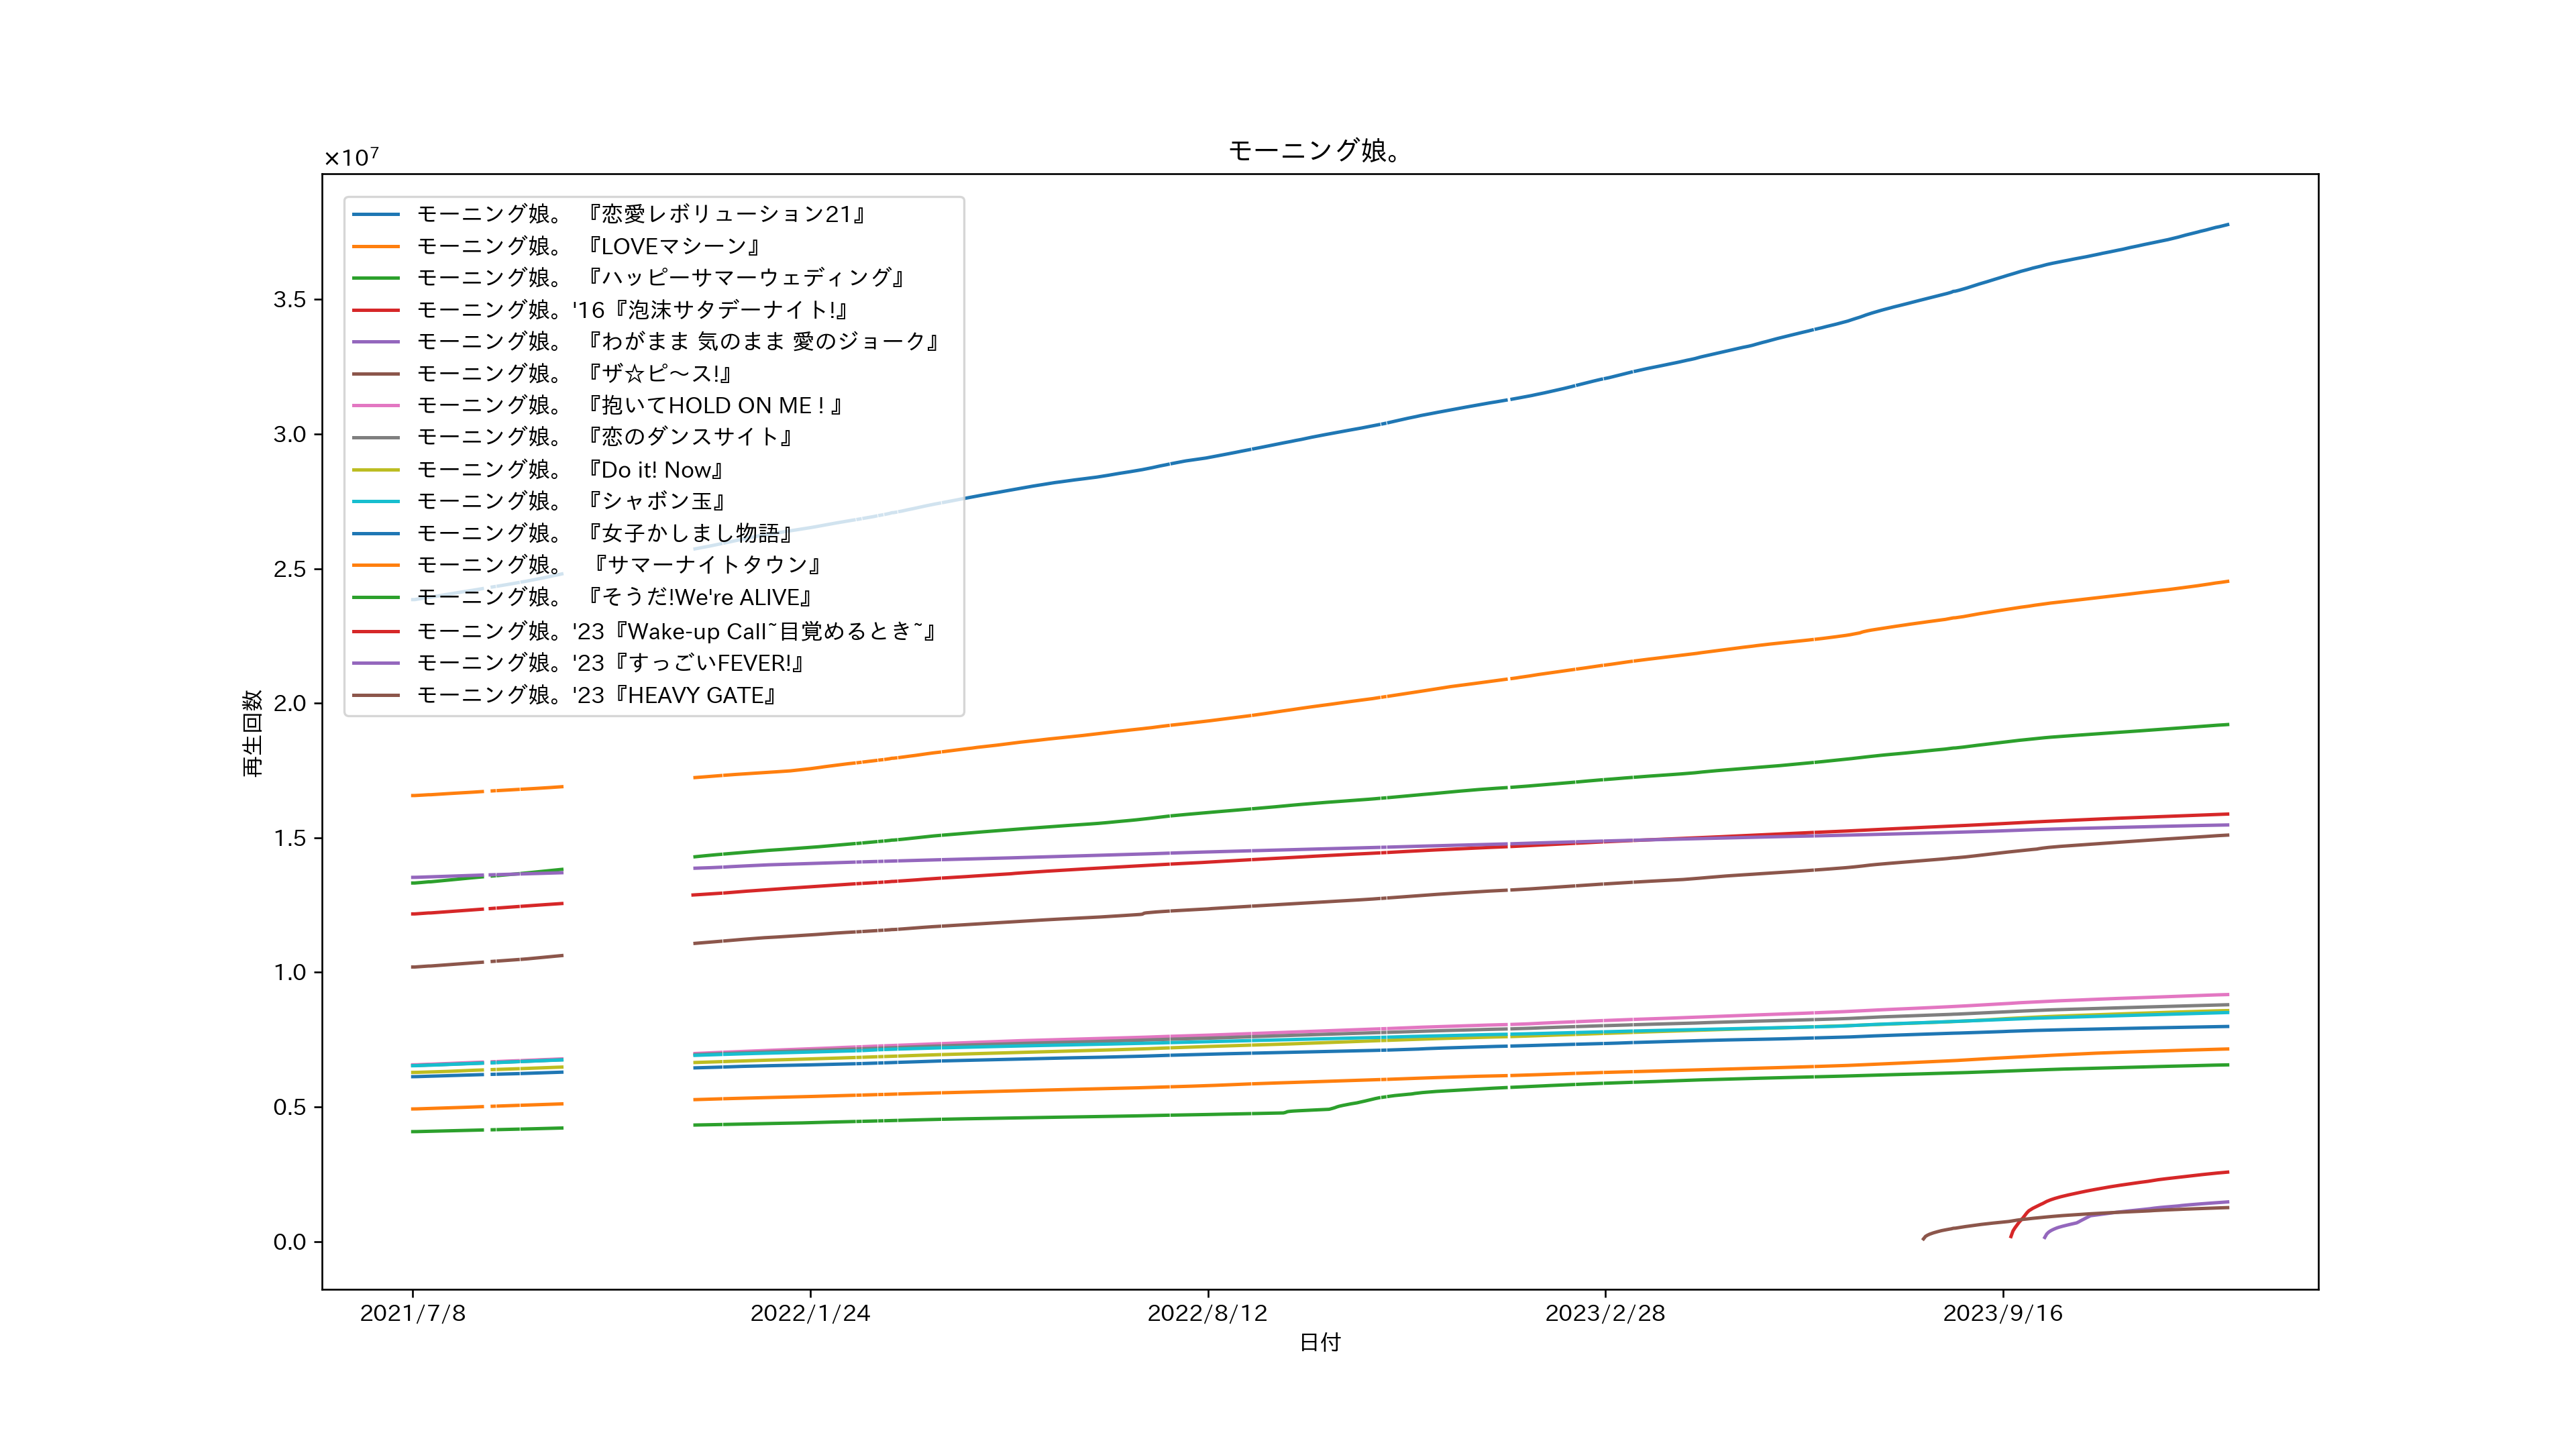 モーニング娘。
×10⁷
モーニング娘。『恋愛レボリューション21』
モーニング娘。『LOVEマシーン』
モーニング娘。『ハッピーサマーウェディング』
モーニング娘。'16『泡沫サタデーナイト!』
モーニング娘。『わがまま 気のまま 愛のジョーク』
モーニング娘。『ザ☆ピ〜ス!』
モーニング娘。『抱いてHOLD ON ME ! 』
モーニング娘。『恋のダンスサイト』
モーニング娘。『Do it! Now』
モーニング娘。『シャボン玉』
モーニング娘。『女子かしまし物語』
モーニング娘。 『サマーナイトタウン』
モーニング娘。『そうだ!We're ALIVE』
モーニング娘。'23『Wake-up Call~目覚めるとき~』
モーニング娘。'23『すっごいFEVER!』
モーニング娘。'23『HEAVY GATE』
3.5
3.0
2.5
2.0
1.5
1.0
0.5
0.0
再生回数
2021/7/8
2022/1/24
2022/8/12
2023/2/28
2023/9/16
日付